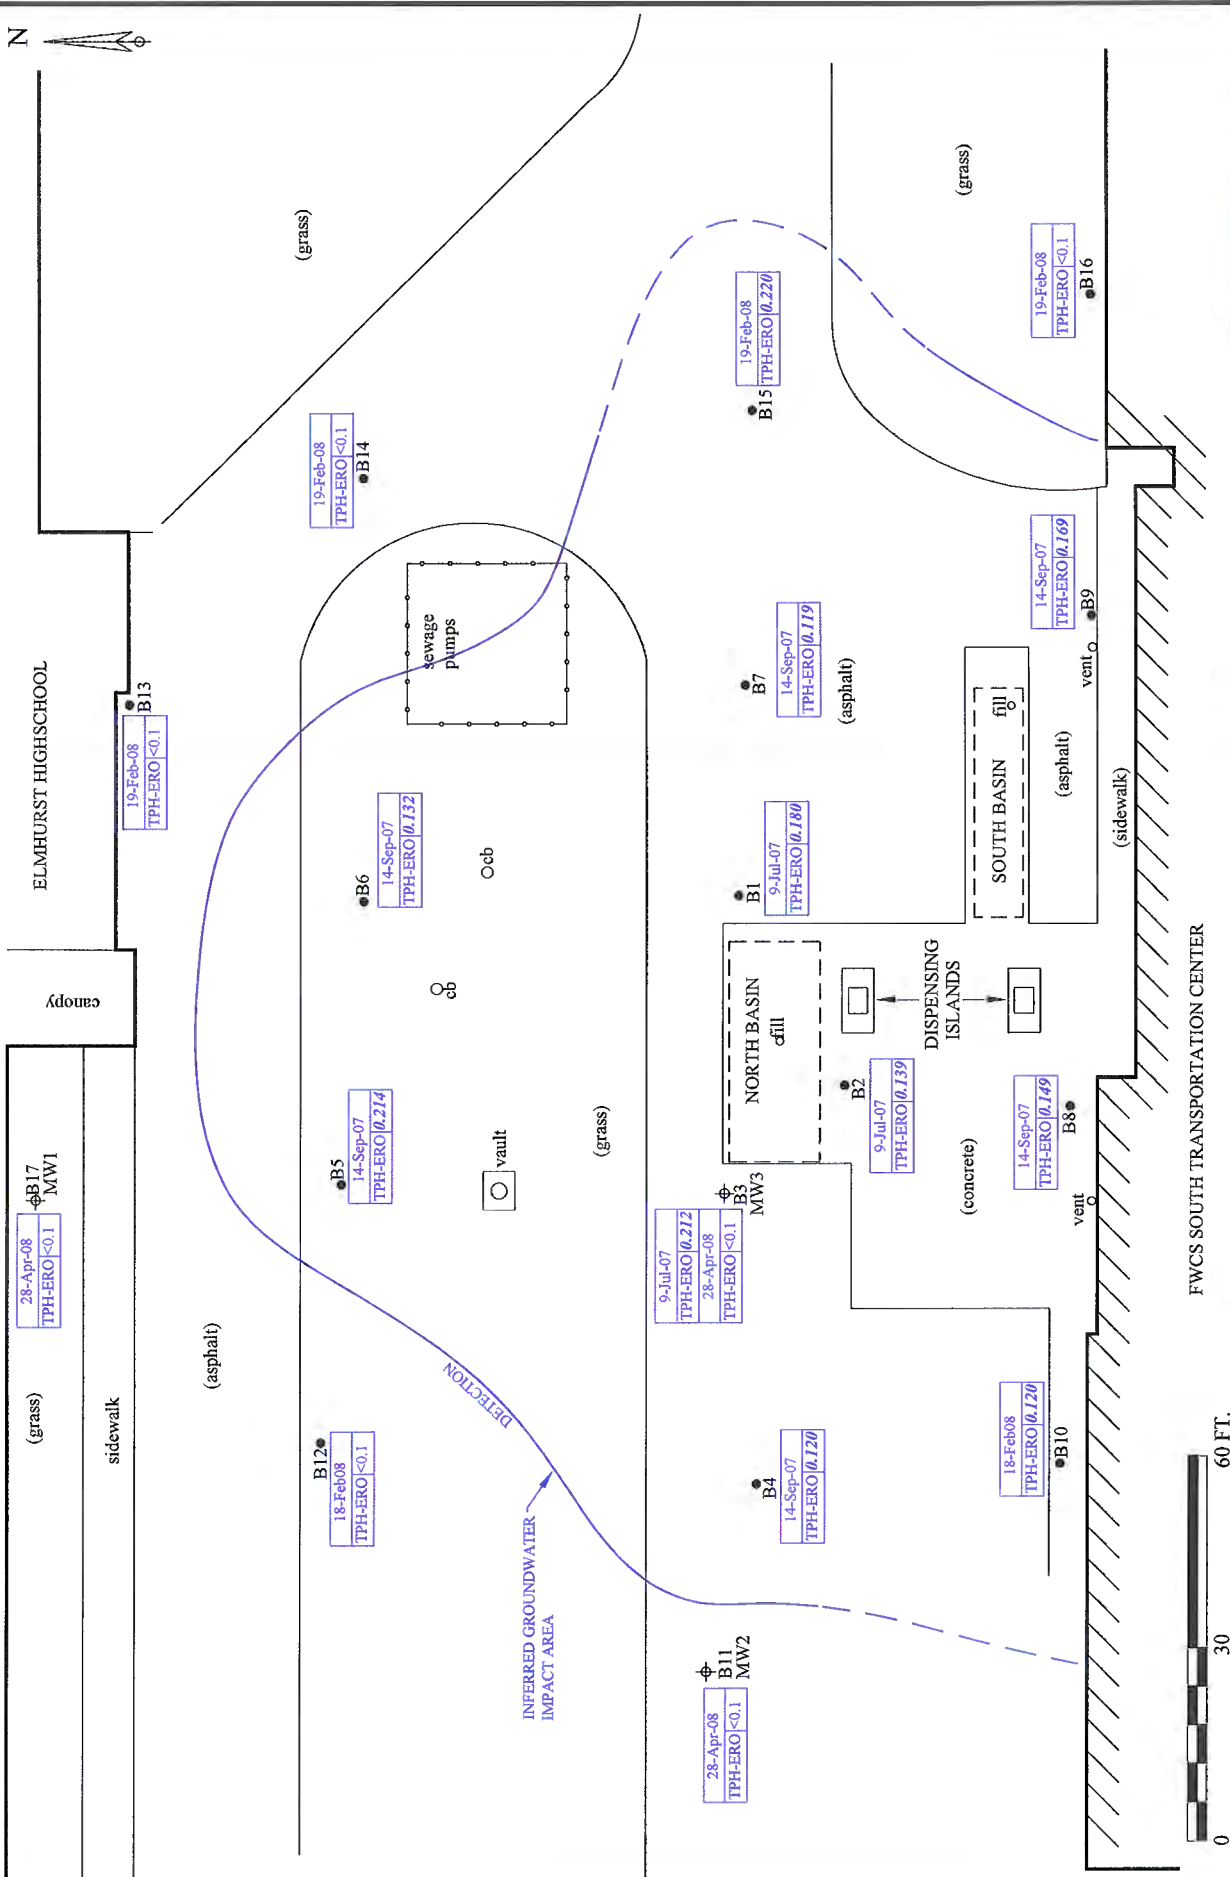 N
ELMHURST HIGHSCHOOL
canopy
B17
MW1
28-Apr-08
TPH-ERO <0.1
(grass)
sidewalk
(asphalt)
B13
19-Feb-08
TPH-ERO <0.1
(grass)
19-Feb-08
TPH-ERO <0.1
B14
sewage
pumps
B6
14-Sep-07
TPH-ERO 0.132
cb
cb
B5
14-Sep-07
TPH-ERO 0.214
vault
(grass)
B12
18-Feb08
TPH-ERO <0.1
DETECTION
INFERRED GROUNDWATER
IMPACT AREA
B11
MW2
28-Apr-08
TPH-ERO <0.1
B4
14-Sep-07
TPH-ERO 0.120
9-Jul-07
TPH-ERO 0.212
28-Apr-08
TPH-ERO <0.1
B3
MW3
NORTH BASIN
fill
B1
9-Jul-07
TPH-ERO 0.180
B7
14-Sep-07
TPH-ERO 0.119
(asphalt)
19-Feb-08
TPH-ERO 0.220
B15
(grass)
19-Feb-08
TPH-ERO <0.1
B16
14-Sep-07
TPH-ERO 0.169
B9
vent
SOUTH BASIN
fill
(asphalt)
(sidewalk)
DISPENSING
ISLANDS
B2
9-Jul-07
TPH-ERO 0.139
(concrete)
14-Sep-07
TPH-ERO 0.149
B8
vent
18-Feb08
TPH-ERO 0.120
B10
FWCS SOUTH TRANSPORTATION CENTER
0 30 60 FT.